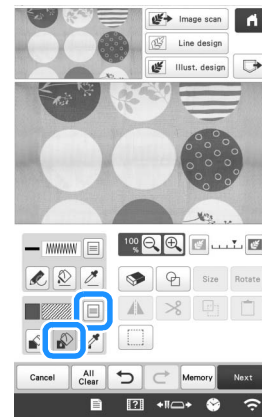 Image scan
Line design
Illust. design
100 %
Size
Rotate
Cancel
All Clear
Memory
Next